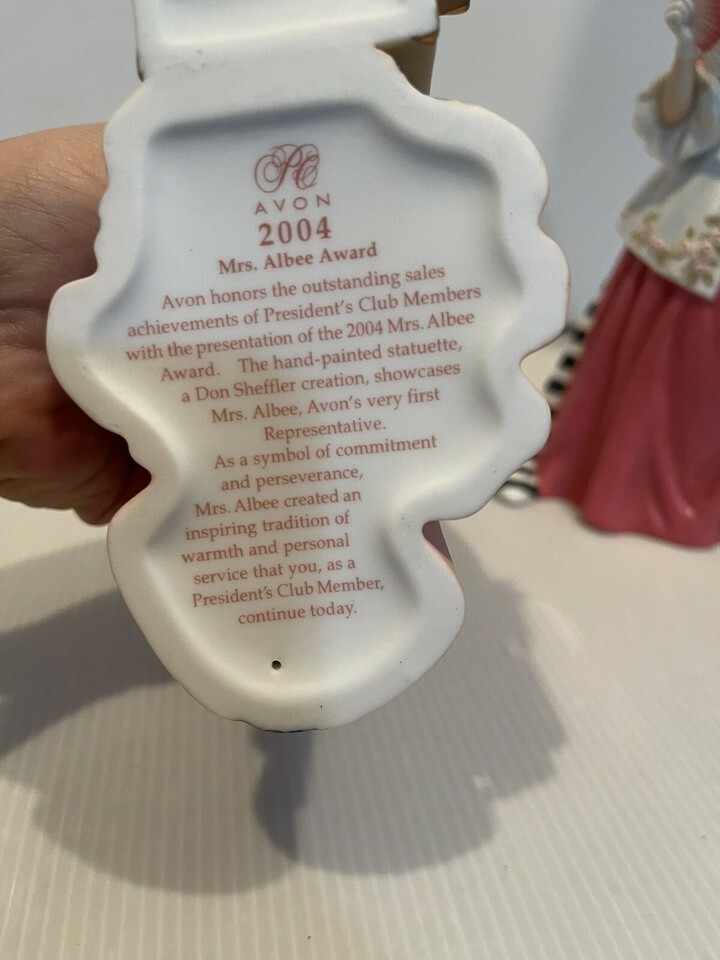 PC
AVON
2004
Mrs. Albee Award
Avon honors the outstanding sales
achievements of President's Club Members
with the presentation of the 2004 Mrs. Albee
Award. The hand-painted statuette,
a Don Sheffler creation, showcases
Mrs. Albee, Avon's very first
Representative.
As a symbol of commitment
and perseverance,
Mrs. Albee created an
inspiring tradition of
warmth and personal
service that you, as a
President's Club Member,
continue today.